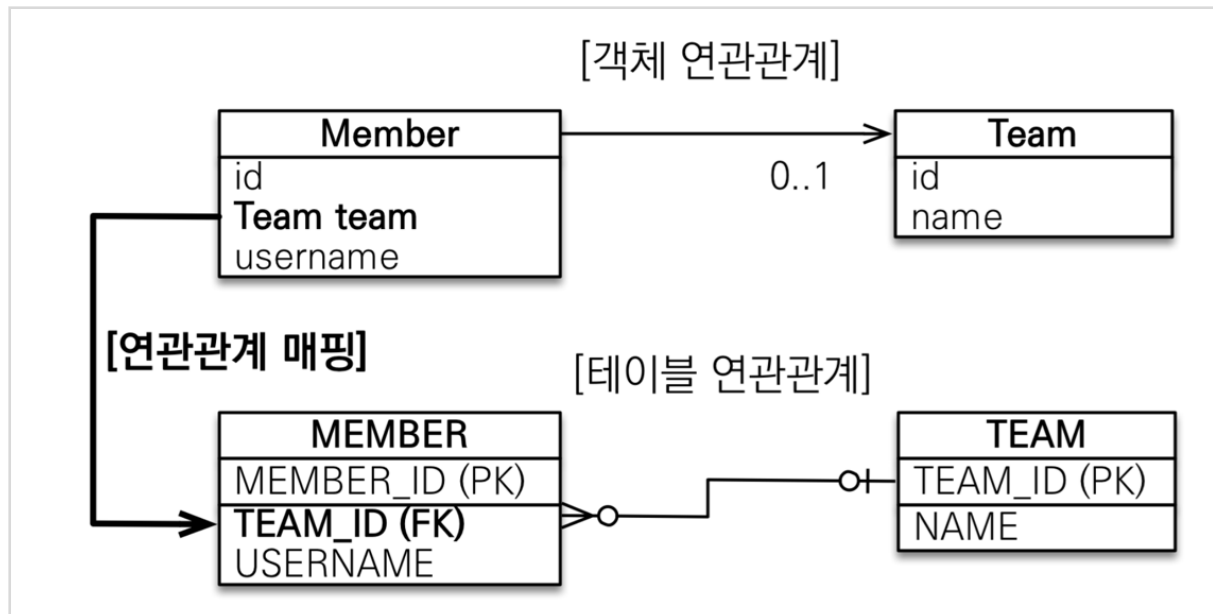 [객체 연관관계]
Member
id
Team team
username
0..1
Team
id
name
[연관관계 매핑]
[테이블 연관관계]
MEMBER
MEMBER_ID (PK)
TEAM_ID (FK)
USERNAME
TEAM
TEAM_ID (PK)
NAME